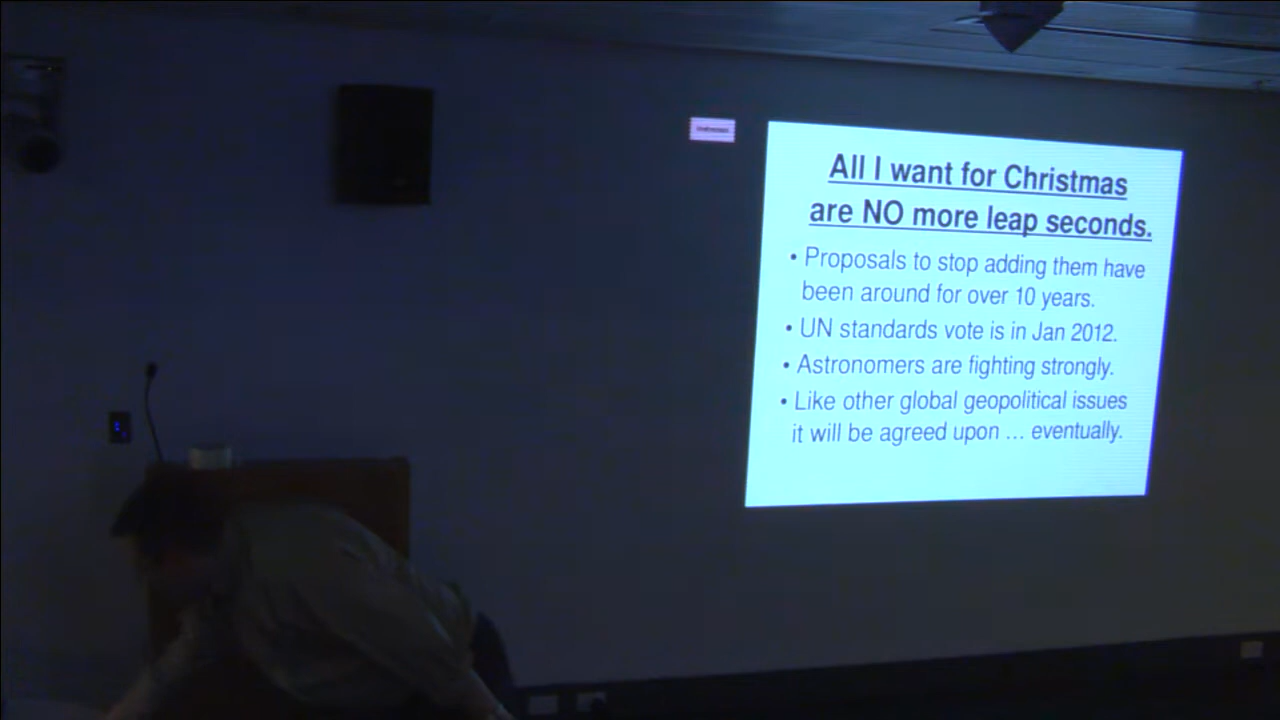 All I want for Christmas
are NO more leap seconds.
• Proposals to stop adding them have
been around for over 10 years.
• UN standards vote is in Jan 2012.
• Astronomers are fighting strongly.
• Like other global geopolitical issues
it will be agreed upon ... eventually.